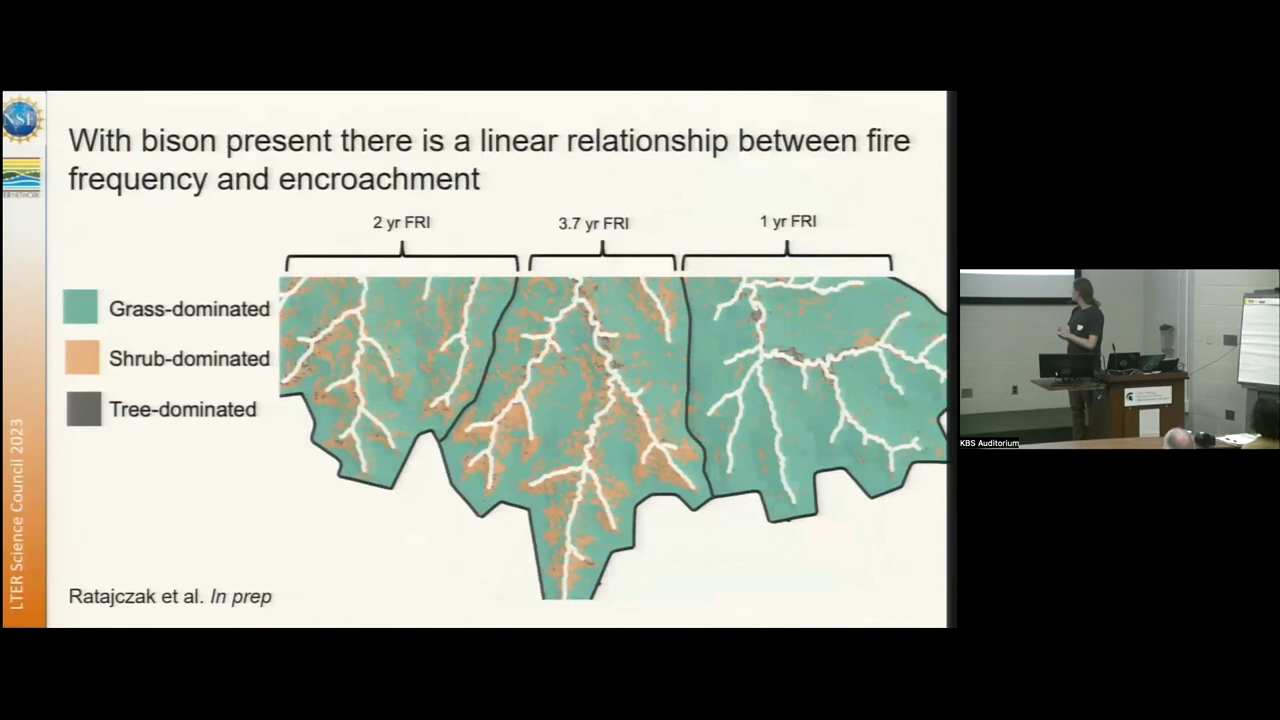 NSF
With bison present there is a linear relationship between fire
frequency and encroachment
2 yr FRI
3.7 yr FRI
1 yr FRI
Grass-dominated
Shrub-dominated
Tree-dominated
Ratajczak et al. In prep
LTER Science Council 2023
KBS Auditorium